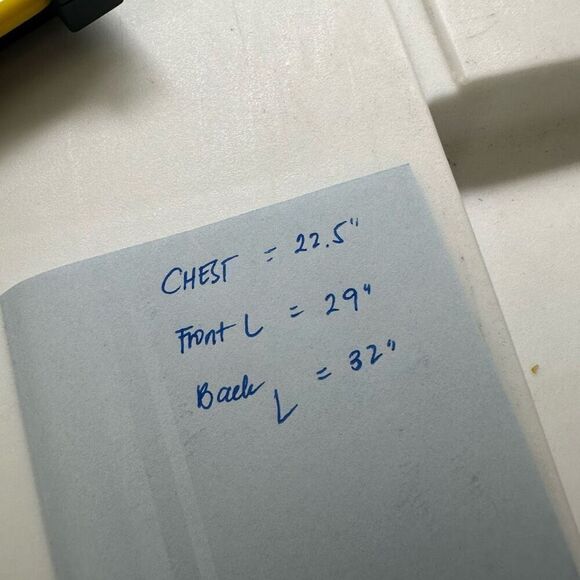 CHEST = 22.5"
Front L = 29"
Back L = 32"